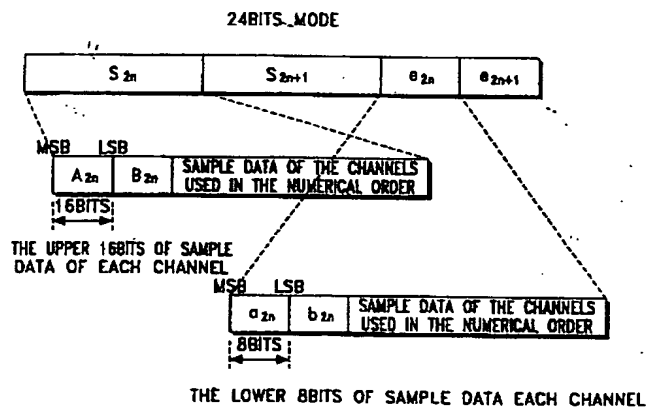 24BITS_MODE
S2n S2n+1 e2n e2n+1
MSB LSB
A2n B2n SAMPLE DATA OF THE CHANNELS
USED IN THE NUMERICAL ORDER
16BITS
THE UPPER 16BITS OF SAMPLE
DATA OF EACH CHANNEL
MSB LSB
a2n b2n SAMPLE DATA OF THE CHANNELS
USED IN THE NUMERICAL ORDER
8BITS
THE LOWER 8BITS OF SAMPLE DATA EACH CHANNEL